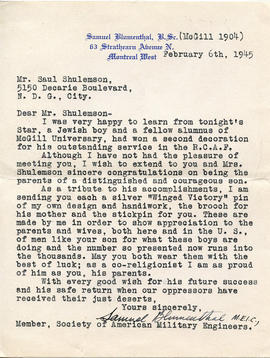 Samuel Blumenthal, B.Sc. (McGill 1904)
63 Strathearn Avenue N.
Montreal West
February 6th, 1945
Mr. Saul Shulemson,
5150 Decarie Boulevard,
N. D. G., City.
Dear Mr. Shulemson-
I was very happy to learn from tonight's
Star, a Jewish boy and a fellow alumnus of
McGill University, had won a second decoration
for his outstanding service in the R.C.A.F.
Although I have not had the pleasure of
meeting you, I wish to extend to you and Mrs.
Shulemson sincere congratulations on being the
parents of a distinguished and courageous son.
As a tribute to his accomplishments, I am
sending you each a silver "Winged Victory" pin
of my own design and handiwork, the brooch for
his mother and the stickpin for you. These are
made by me in order to show appreciation to the
parents and wives, both here and in the U. S.,
of men like your son for what these boys are
doing and the number so presented now runs into
the thousands. May you both wear them with the
best of luck; as a co-religionist I am as proud
of him as you, his parents.
With every good wish for his future success
and his safe return when our oppressors have
received their just deserts,
Yours sincerely,
Samuel Blumenthal M.E.I.C.,
Member, Society of American Military Engineers.